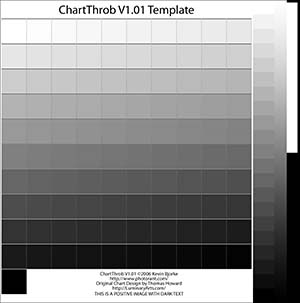 ChartThrob V1.01 Template
ChartThrob V1.01 ©2006 Kevin Bjorke
http://www.photorant.com/
Original Chart Design by Thomas Howard
http://LuminaryArts.com/
THIS IS A POSITIVE IMAGE WITH DARK TEXT